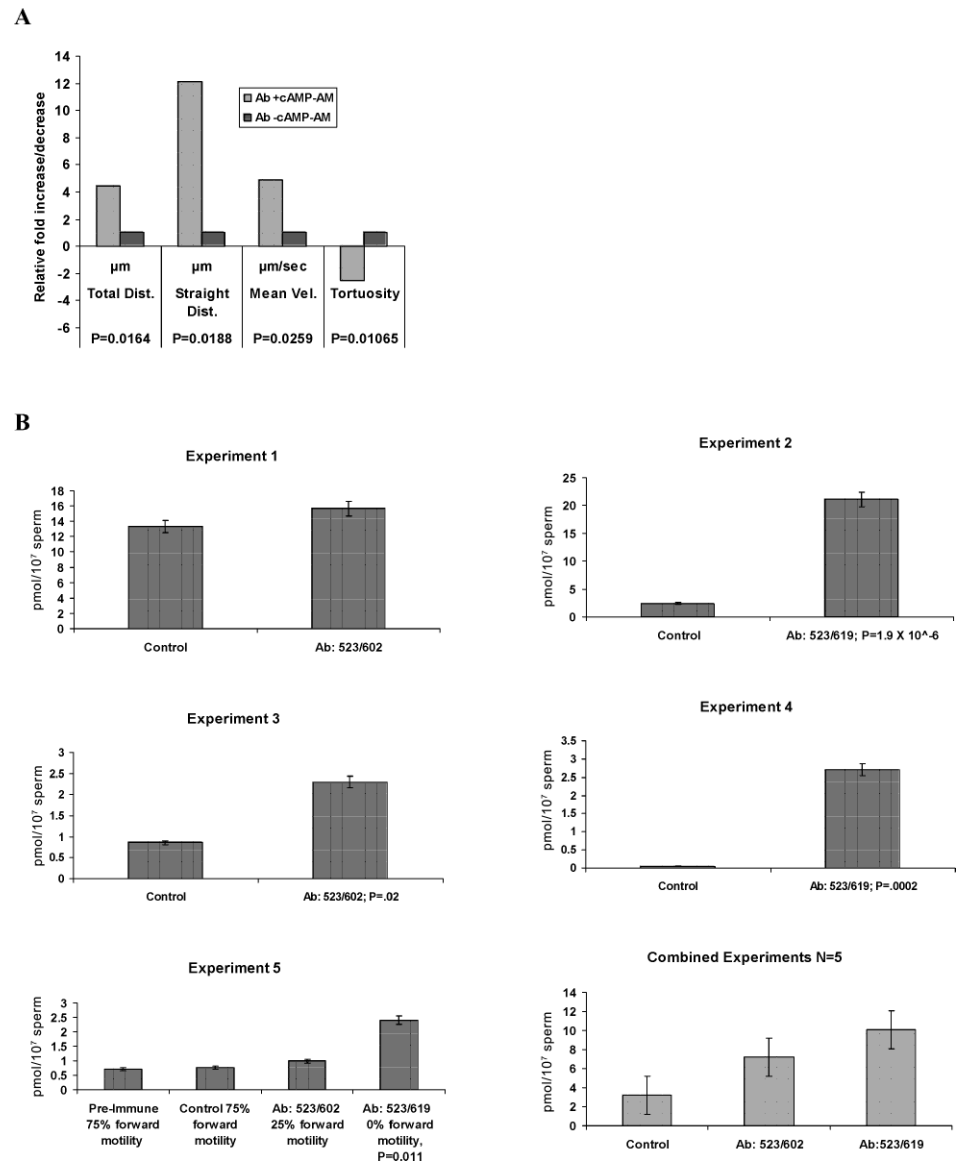 A
14
12
10
8
6
4
2
0
-2
-4
-6
Relative fold increase/decrease
Ab +cAMP-AM
Ab -cAMP-AM
µm µm µm/sec
Total Dist. Straight Dist. Mean Vel. Tortuosity
P=0.0164 P=0.0188 P=0.0259 P=0.01065
B
Experiment 1
pmol/10⁷ sperm
18
16
14
12
10
8
6
4
2
0
Control Ab: 523/602
Experiment 2
pmol/10⁷ sperm
25
20
15
10
5
0
Control Ab: 523/619; P=1.9 X 10^-6
Experiment 3
pmol/10⁷ sperm
3
2.5
2
1.5
1
0.5
0
Control Ab: 523/602; P=.02
Experiment 4
pmol/10⁷ sperm
3.5
3
2.5
2
1.5
1
0.5
0
Control Ab: 523/619; P=.0002
Experiment 5
pmol/10⁷ sperm
3
2.5
2
1.5
1
0.5
0
Pre-Immune Control 75% Ab: 523/602 Ab: 523/619
75% forward forward 25% forward 0% forward
motility motility motility motility,
P=0.011
Combined Experiments N=5
pmol/10⁷ sperm
14
12
10
8
6
4
2
0
Control Ab: 523/602 Ab:523/619